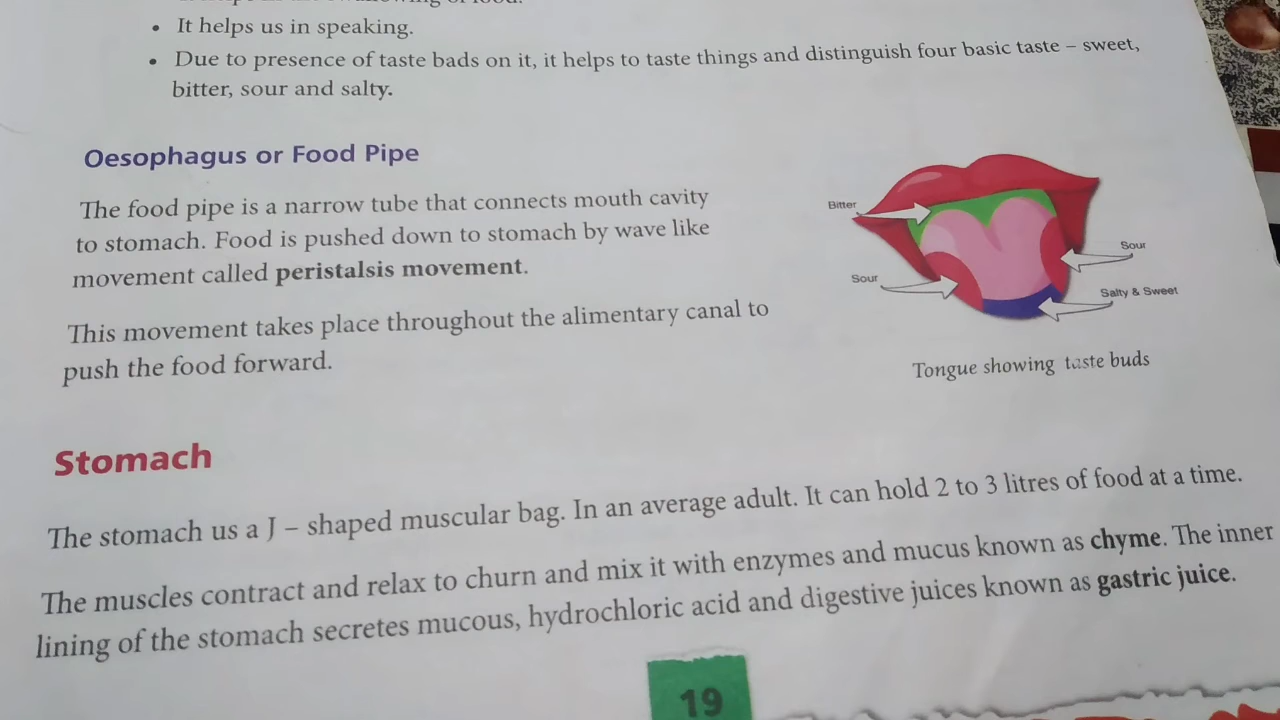 • It helps us in speaking.
• Due to presence of taste bads on it, it helps to taste things and distinguish four basic taste – sweet,
bitter, sour and salty.
Oesophagus or Food Pipe
The food pipe is a narrow tube that connects mouth cavity
to stomach. Food is pushed down to stomach by wave like
movement called peristalsis movement.
This movement takes place throughout the alimentary canal to
push the food forward.
Bitter
Sour
Sour
Salty & Sweet
Tongue showing taste buds
Stomach
The stomach us a J – shaped muscular bag. In an average adult. It can hold 2 to 3 litres of food at a time.
The muscles contract and relax to churn and mix it with enzymes and mucus known as chyme. The inner
lining of the stomach secretes mucous, hydrochloric acid and digestive juices known as gastric juice.
19